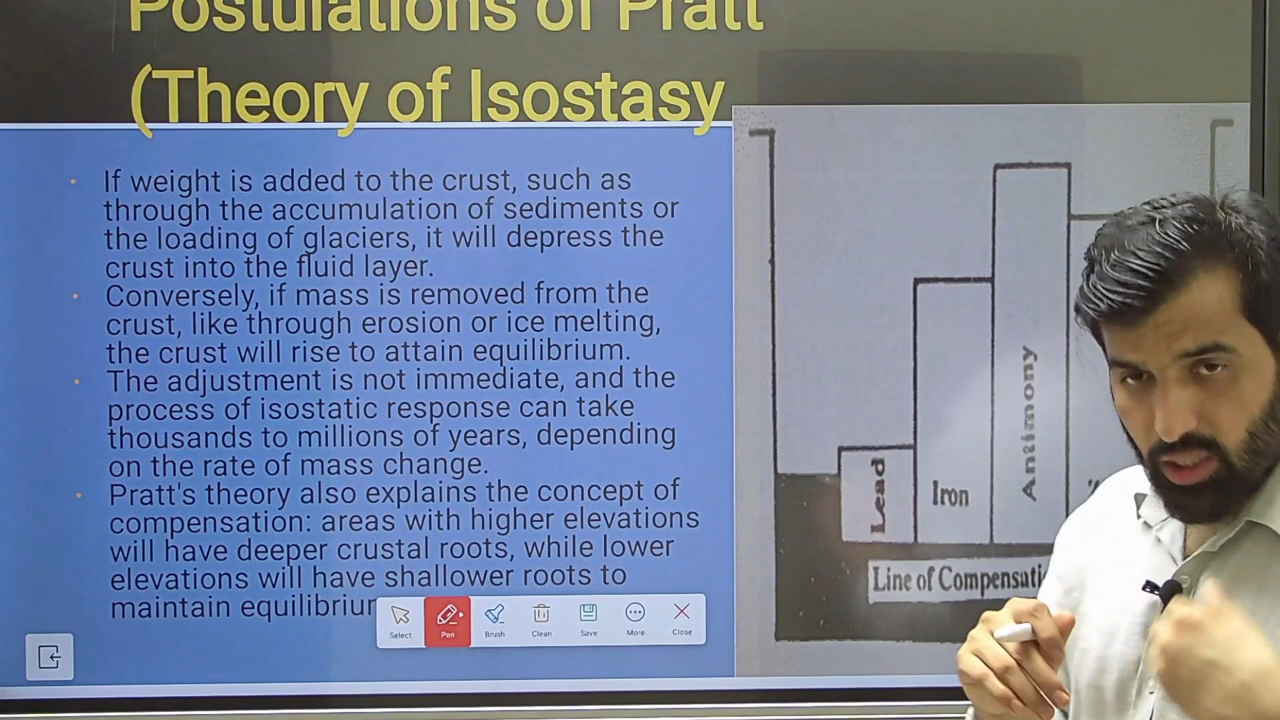 Postulations of Pratt
(Theory of Isostasy
If weight is added to the crust, such as
through the accumulation of sediments or
the loading of glaciers, it will depress the
crust into the fluid layer.
Conversely, if mass is removed from the
crust, like through erosion or ice melting,
the crust will rise to attain equilibrium.
The adjustment is not immediate, and the
process of isostatic response can take
thousands to millions of years, depending
on the rate of mass change.
Pratt's theory also explains the concept of
compensation: areas with higher elevations
will have deeper crustal roots, while lower
elevations will have shallower roots to
maintain
Select
Pen
Brush
Clean
Save
More
Close
Lead
Iron
Antimony
Line of